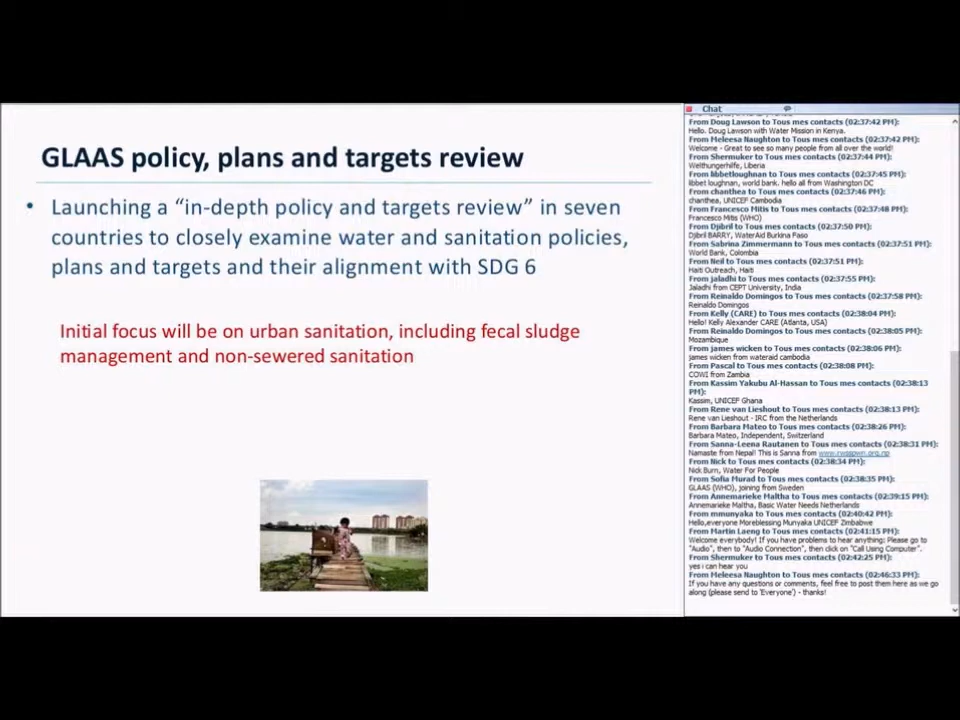 GLAAS policy, plans and targets review
• Launching a “in-depth policy and targets review” in seven
countries to closely examine water and sanitation policies,
plans and targets and their alignment with SDG 6
Initial focus will be on urban sanitation, including fecal sludge
management and non-sewered sanitation
Chat
From Doug Lawson to Tous mes contacts (02:37:42 PM):
Hello. Doug Lawson with Water Mission in Kenya.
From Meleesa Naughton to Tous mes contacts (02:37:42 PM):
Welcome - Great to see so many people from all over the world!
From Shermuker to Tous mes contacts (02:37:44 PM):
Welthungerhilfe, Liberia
From libbetloughnan to Tous mes contacts (02:37:45 PM):
libbet loughnan, world bank. hello all from Washington DC
From chanthea to Tous mes contacts (02:37:46 PM):
chanthea, UNICEF Cambodia
From Francesco Mitis to Tous mes contacts (02:37:48 PM):
Francesco Mitis (WHO)
From Djibril to Tous mes contacts (02:37:50 PM):
Djibril BARRY, WaterAid Burkina Faso
From Sabrina Zimmermann to Tous mes contacts (02:37:51 PM):
World Bank, Colombia
From Neil to Tous mes contacts (02:37:51 PM):
Haiti Outreach, Haiti
From jaladhi to Tous mes contacts (02:37:55 PM):
Jaladhi from CEPT University, India
From Reinaldo Domingos to Tous mes contacts (02:37:58 PM):
Reinaldo Domingos
From Kelly (CARE) to Tous mes contacts (02:38:04 PM):
Hello! Kelly Alexander CARE (Atlanta, USA)
From Reinaldo Domingos to Tous mes contacts (02:38:05 PM):
Mozambique
From james wicken to Tous mes contacts (02:38:06 PM):
james wicken from wateraid cambodia
From Pascal to Tous mes contacts (02:38:08 PM):
COWI from Zambia
From Kassim Yakubu Al-Hassan to Tous mes contacts (02:38:13
PM):
Kassim, UNICEF Ghana
From Rene van Lieshout to Tous mes contacts (02:38:13 PM):
Rene van Lieshout - IRC from the Netherlands
From Barbara Mateo to Tous mes contacts (02:38:26 PM):
Barbara Mateo, Independent, Switzerland
From Sanna-Leena Rautanen to Tous mes contacts (02:38:31 PM):
Namaste from Nepal! This is Sanna from www.rwsspwn.org.np
From Nick to Tous mes contacts (02:38:34 PM):
Nick Burn, Water For People
From Sofia Murad to Tous mes contacts (02:38:35 PM):
GLAAS (WHO), joining from Sweden
From Annemarieke Maltha to Tous mes contacts (02:39:15 PM):
Annemarieke Maltha, Basic Water Needs Netherlands
From mmunyaka to Tous mes contacts (02:40:42 PM):
Hello,everyone Moreblessing Munyaka UNICEF Zimbabwe
From Martin Laeng to Tous mes contacts (02:41:15 PM):
Welcome everybody! If you have problems to hear anything: Please go to
"Audio", then to "Audio Connection", then click on "Call Using Computer".
From Shermuker to Tous mes contacts (02:42:25 PM):
yes i can hear you
From Meleesa Naughton to Tous mes contacts (02:46:33 PM):
If you have any questions or comments, feel free to post them here as we go
along (please send to 'Everyone') - thanks!